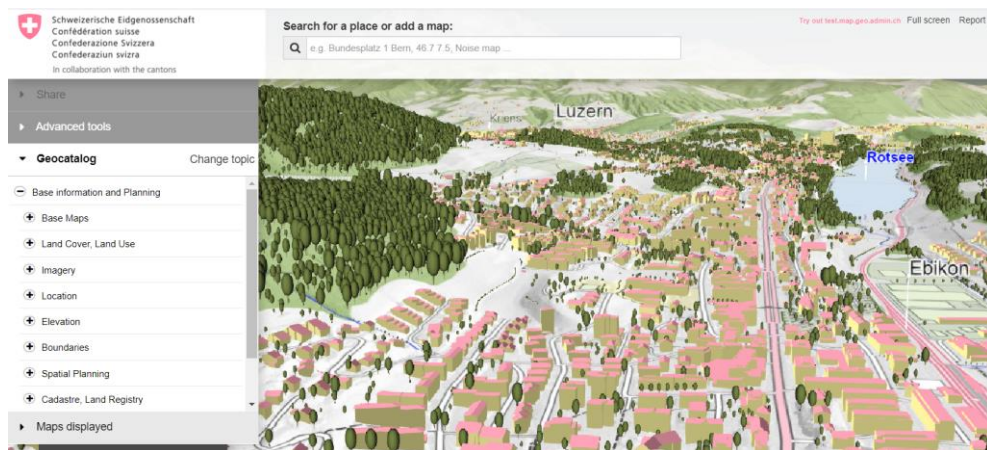 Schweizerische Eidgenossenschaft
Confédération suisse
Confederazione Svizzera
Confederaziun svizra
In collaboration with the cantons
Search for a place or add a map:
e.g. Bundesplatz 1 Bern, 46.7 7.5, Noise map ...
Try out test.map.geo.admin.ch Full screen Report
Share
Advanced tools
Geocatalog Change topic
Base information and Planning
Base Maps
Land Cover, Land Use
Imagery
Location
Elevation
Boundaries
Spatial Planning
Cadastre, Land Registry
Maps displayed
Kriens
Luzern
Rotsee
Ebikon